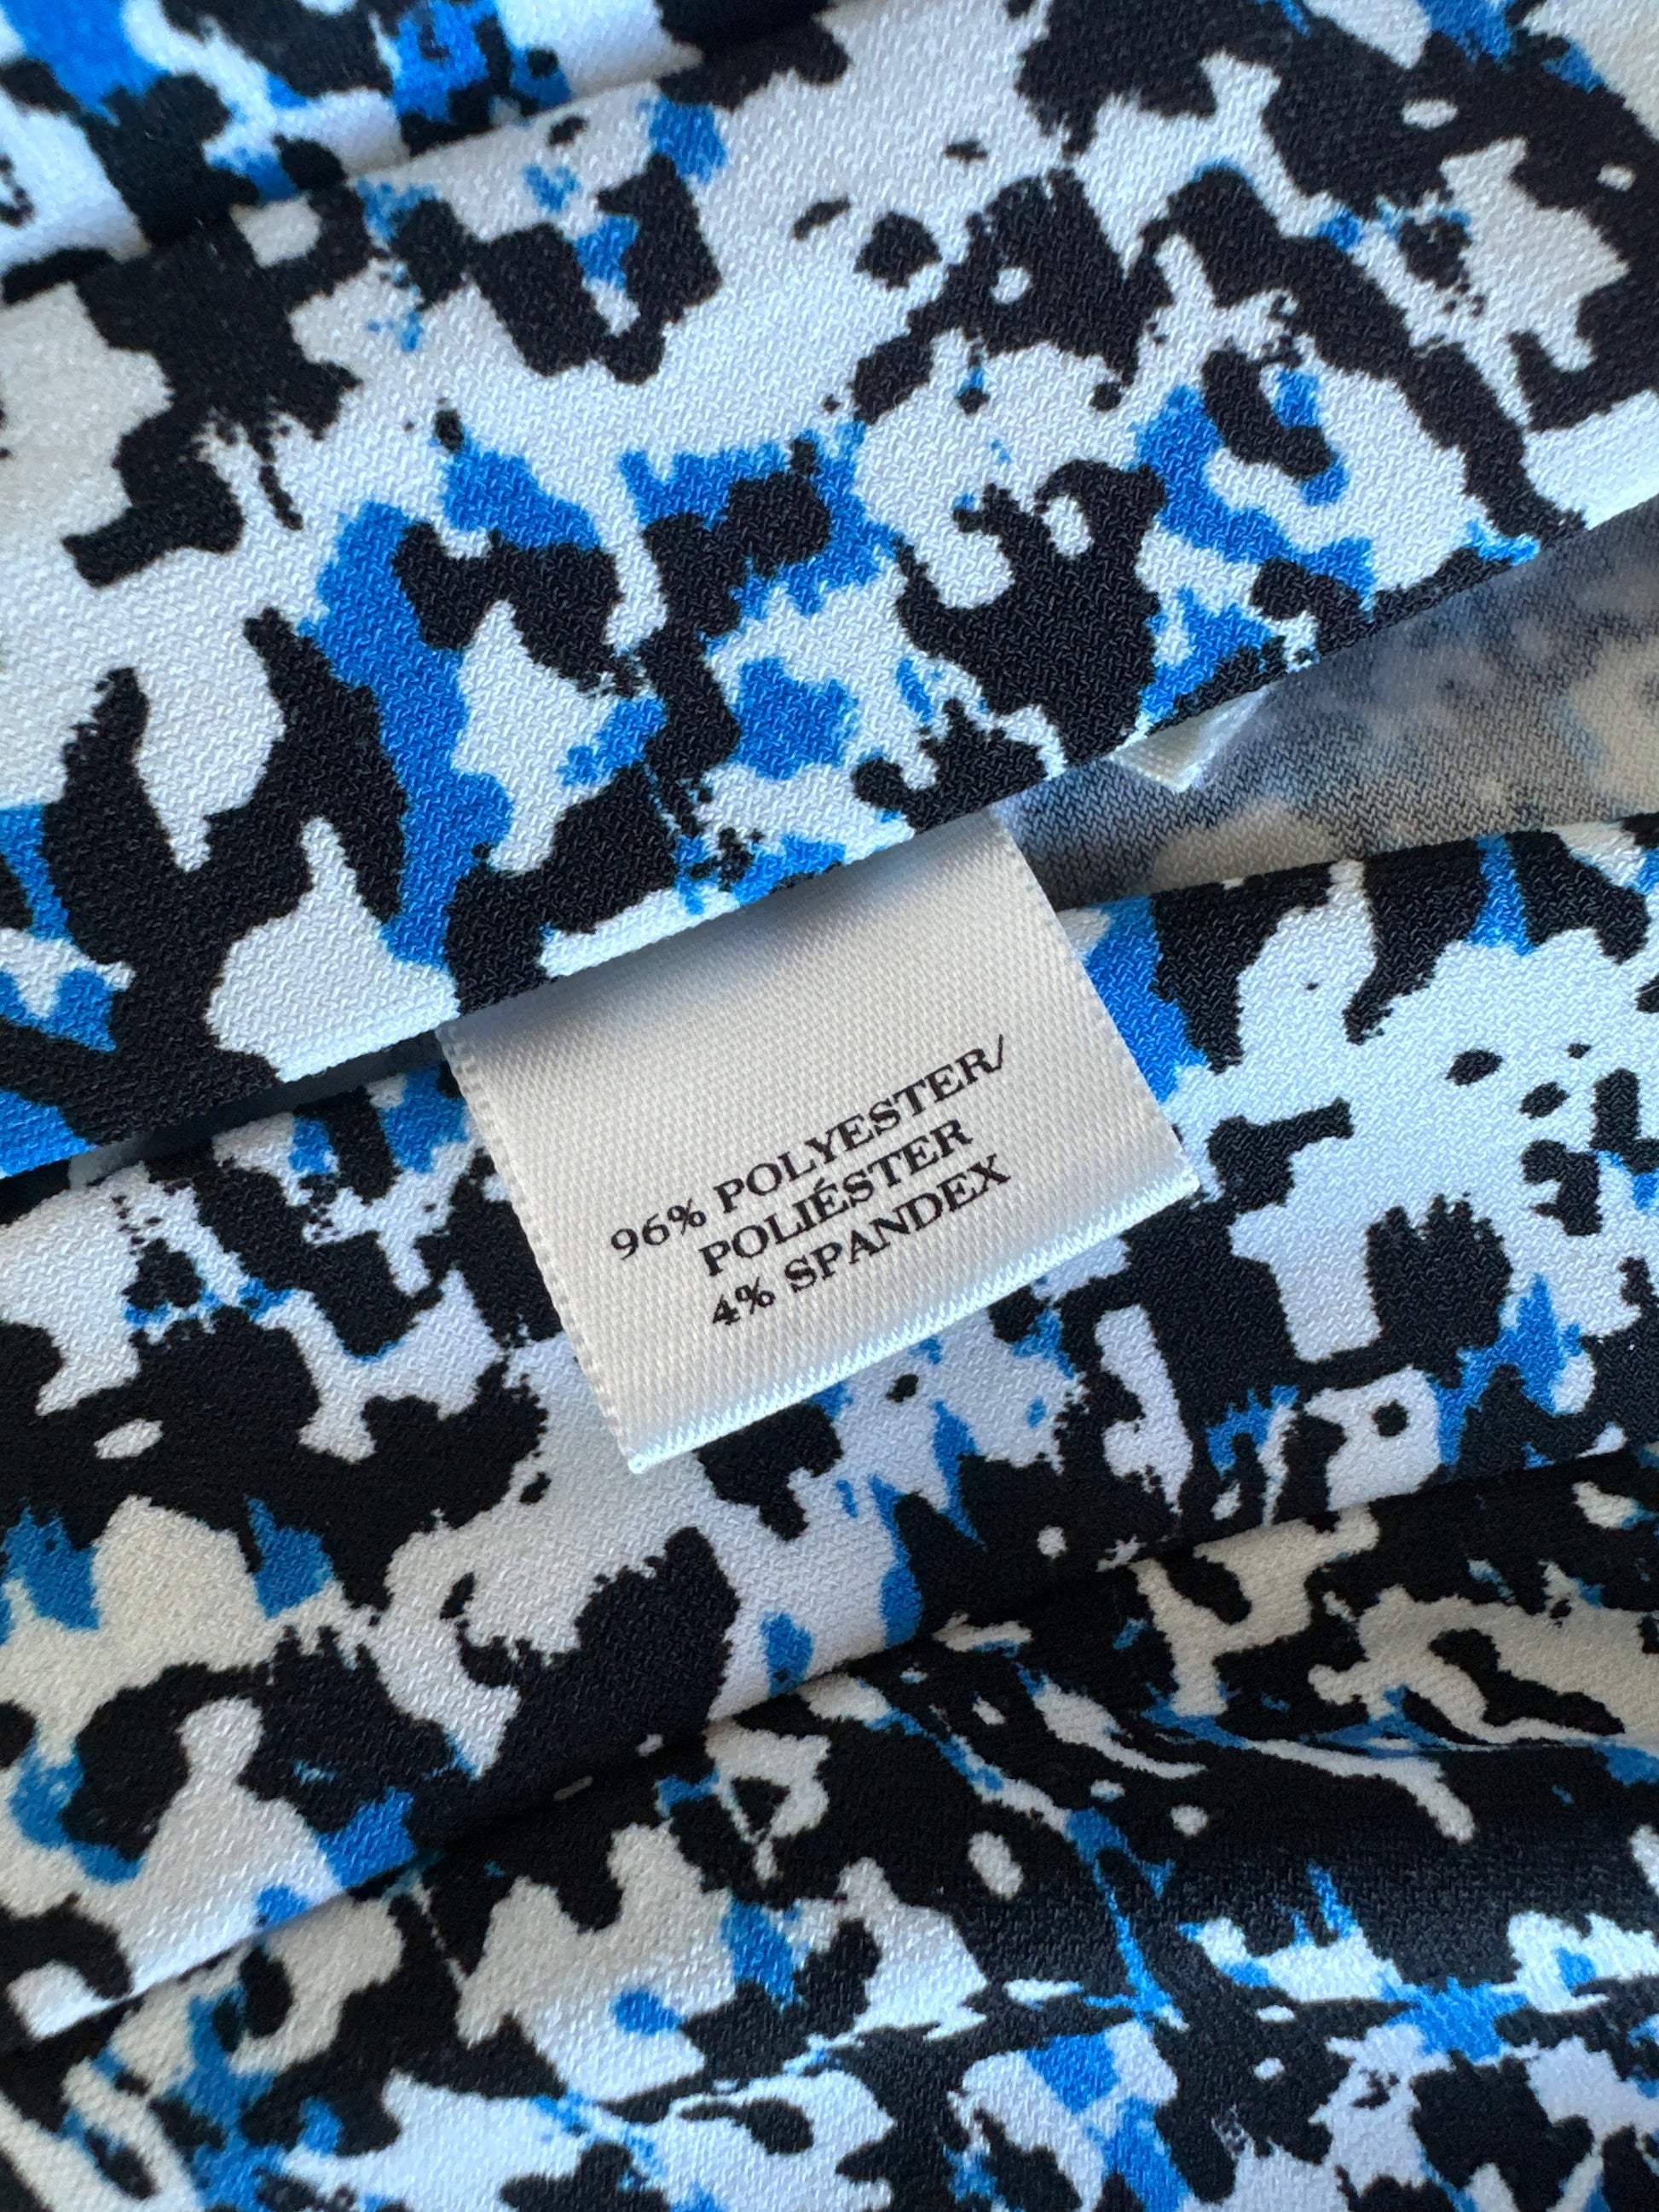 96% POLYESTER/
POLIÉSTER
4% SPANDEX